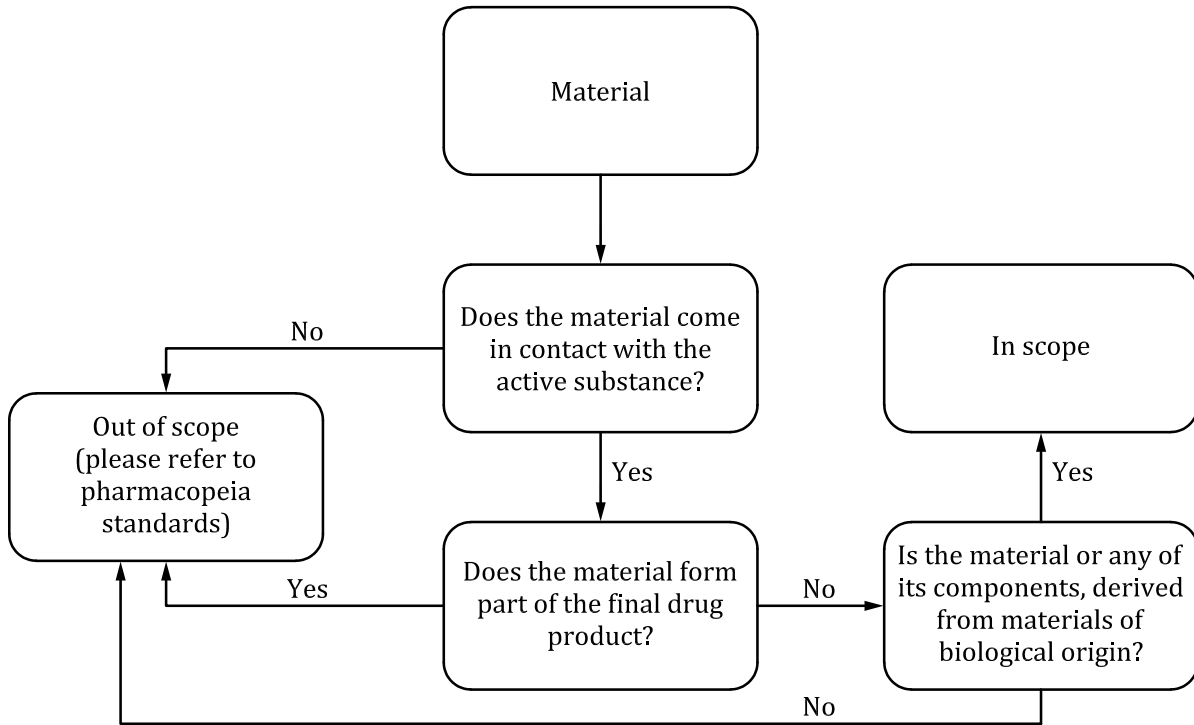 Material
Does the material come
in contact with the
active substance?
No
In scope
Out of scope
(please refer to
pharmacopeia
standards)
Yes
Yes
Does the material form
part of the final drug
product?
Yes
No
Is the material or any of
its components, derived
from materials of
biological origin?
No